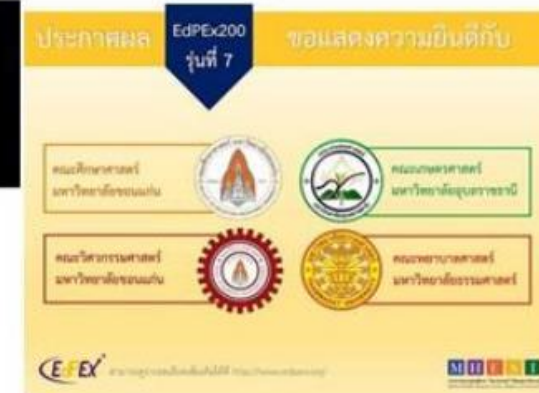 ประกาศผล
EdPEx200
รุ่นที่ 7
ขอแสดงความยินดีกับ
คณะศึกษาศาสตร์
มหาวิทยาลัยขอนแก่น
คณะเกษตรศาสตร์
มหาวิทยาลัยอุบลราชธานี
คณะวิศวกรรมศาสตร์
มหาวิทยาลัยขอนแก่น
คณะพยาบาลศาสตร์
มหาวิทยาลัยธรรมศาสตร์